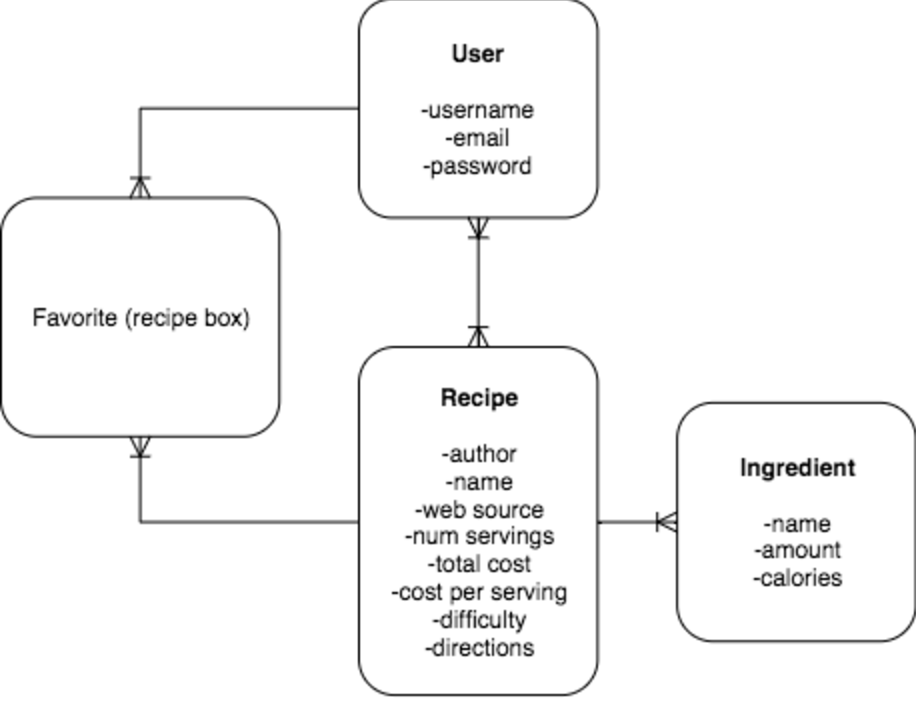 User
-username
-email
-password
Favorite (recipe box)
Recipe
-author
-name
-web source
-num servings
-total cost
-cost per serving
-difficulty
-directions
Ingredient
-name
-amount
-calories